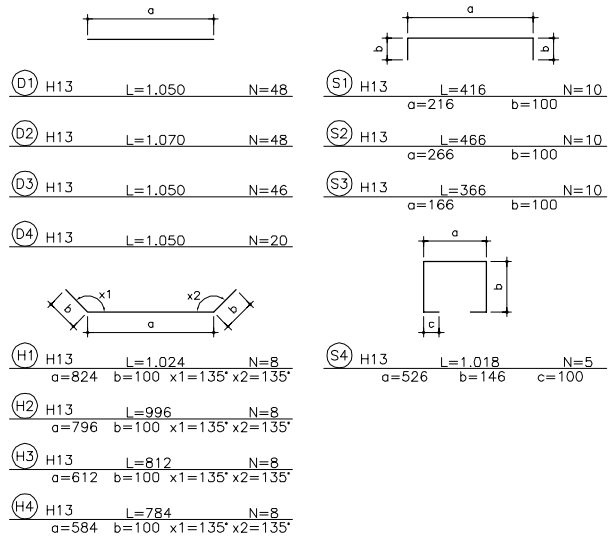 a
D1 H13 L=1.050 N=48
D2 H13 L=1.070 N=48
D3 H13 L=1.050 N=46
D4 H13 L=1.050 N=20
b x1 x2 b
a
H1 H13 L=1.024 N=8
a=824 b=100 x1=135° x2=135°
H2 H13 L=996 N=8
a=796 b=100 x1=135° x2=135°
H3 H13 L=812 N=8
a=612 b=100 x1=135° x2=135°
H4 H13 L=784 N=8
a=584 b=100 x1=135° x2=135°
a
b b
S1 H13 L=416 N=10
a=216 b=100
S2 H13 L=466 N=10
a=266 b=100
S3 H13 L=366 N=10
a=166 b=100
a
b
c
S4 H13 L=1.018 N=5
a=526 b=146 c=100